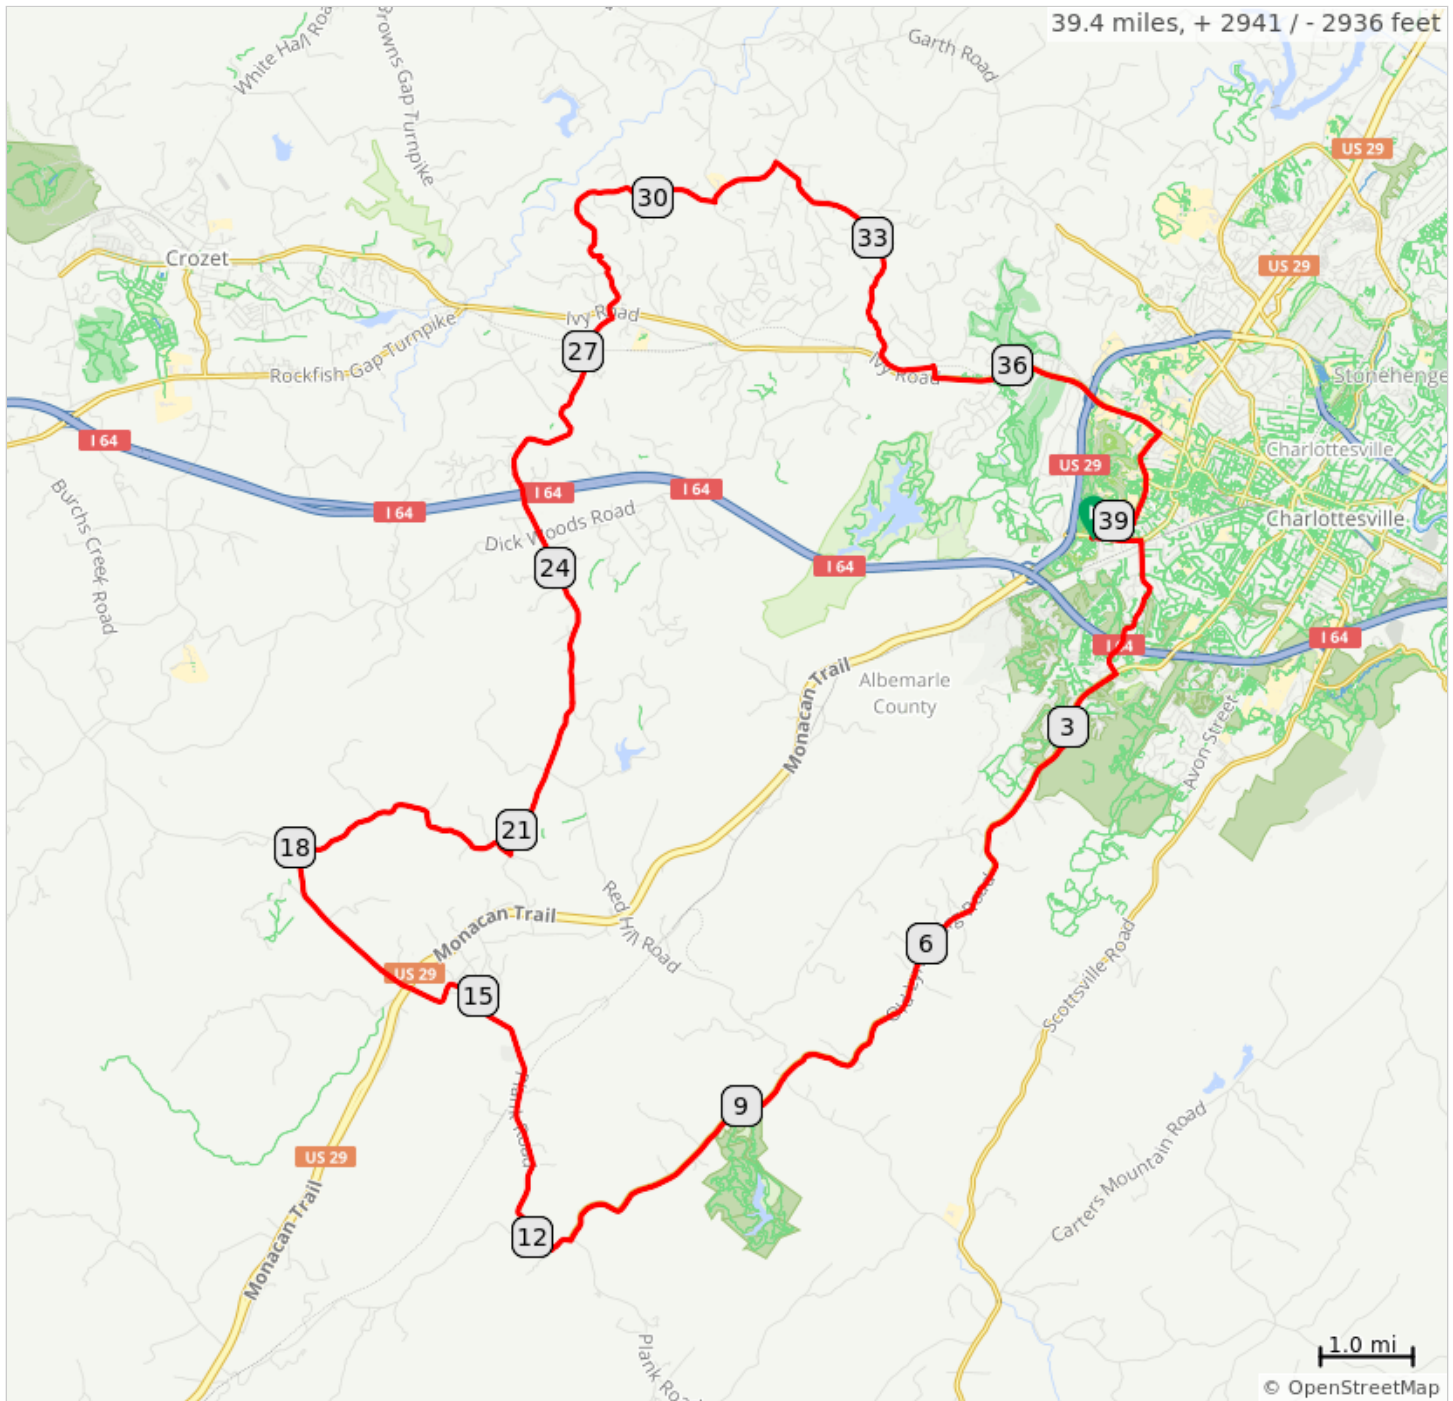 39.4 miles, + 2941 / - 2936 feet
White Hall Road
Browns Gap Turnpike
Garth Road
US 29
30
33
Crozet
US 29
Ivy Road
27
Rockfish Gap Turnpike
Ivy Road
36
Stonehenge
I 64
Charlottesville
US 29
I 64
I 64
I 64
Burchs Creek Road
Dick Woods Road
39
Charlottesville
24
I 64
I 64
I 64
Monacan Trail
Albemarle
County
3
Avon Street
21
18
Red Hill Road
Monacan Trail
6
US 29
15
Scottsville Road
Plank Road
9
Carters Mountain Road
US 29
Monacan Trail
12
Plank Roa
1.0 mi
© OpenStreetMap